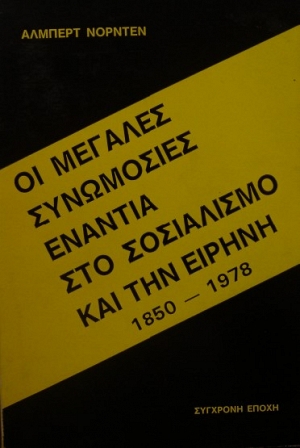 ΑΛΜΠΕΡΤ ΝΟΡΝΤΕΝ
ΟΙ ΜΕΓΑΛΕΣ
ΣΥΝΩΜΟΣΙΕΣ
ΕΝΑΝΤΙΑ
ΣΤΟ ΣΟΣΙΑΛΙΣΜΟ
ΚΑΙ ΤΗΝ ΕΙΡΗΝΗ
1850 – 1978
ΣΥΓΧΡΟΝΗ ΕΠΟΧΗ